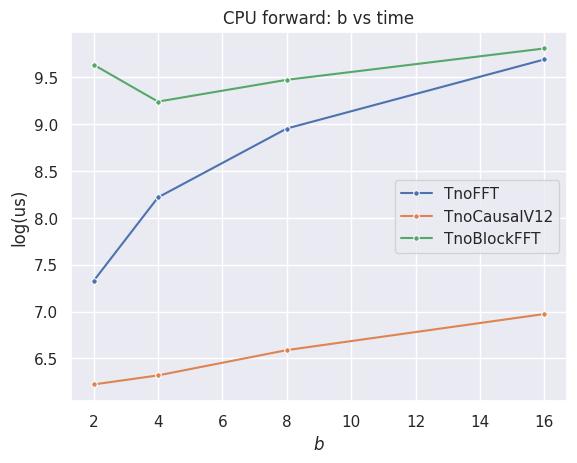 CPU forward: b vs time
log(us)
9.5
9.0
8.5
8.0
7.5
7.0
6.5
TnoFFT
TnoCausalV12
TnoBlockFFT
2 4 6 8 10 12 14 16
b